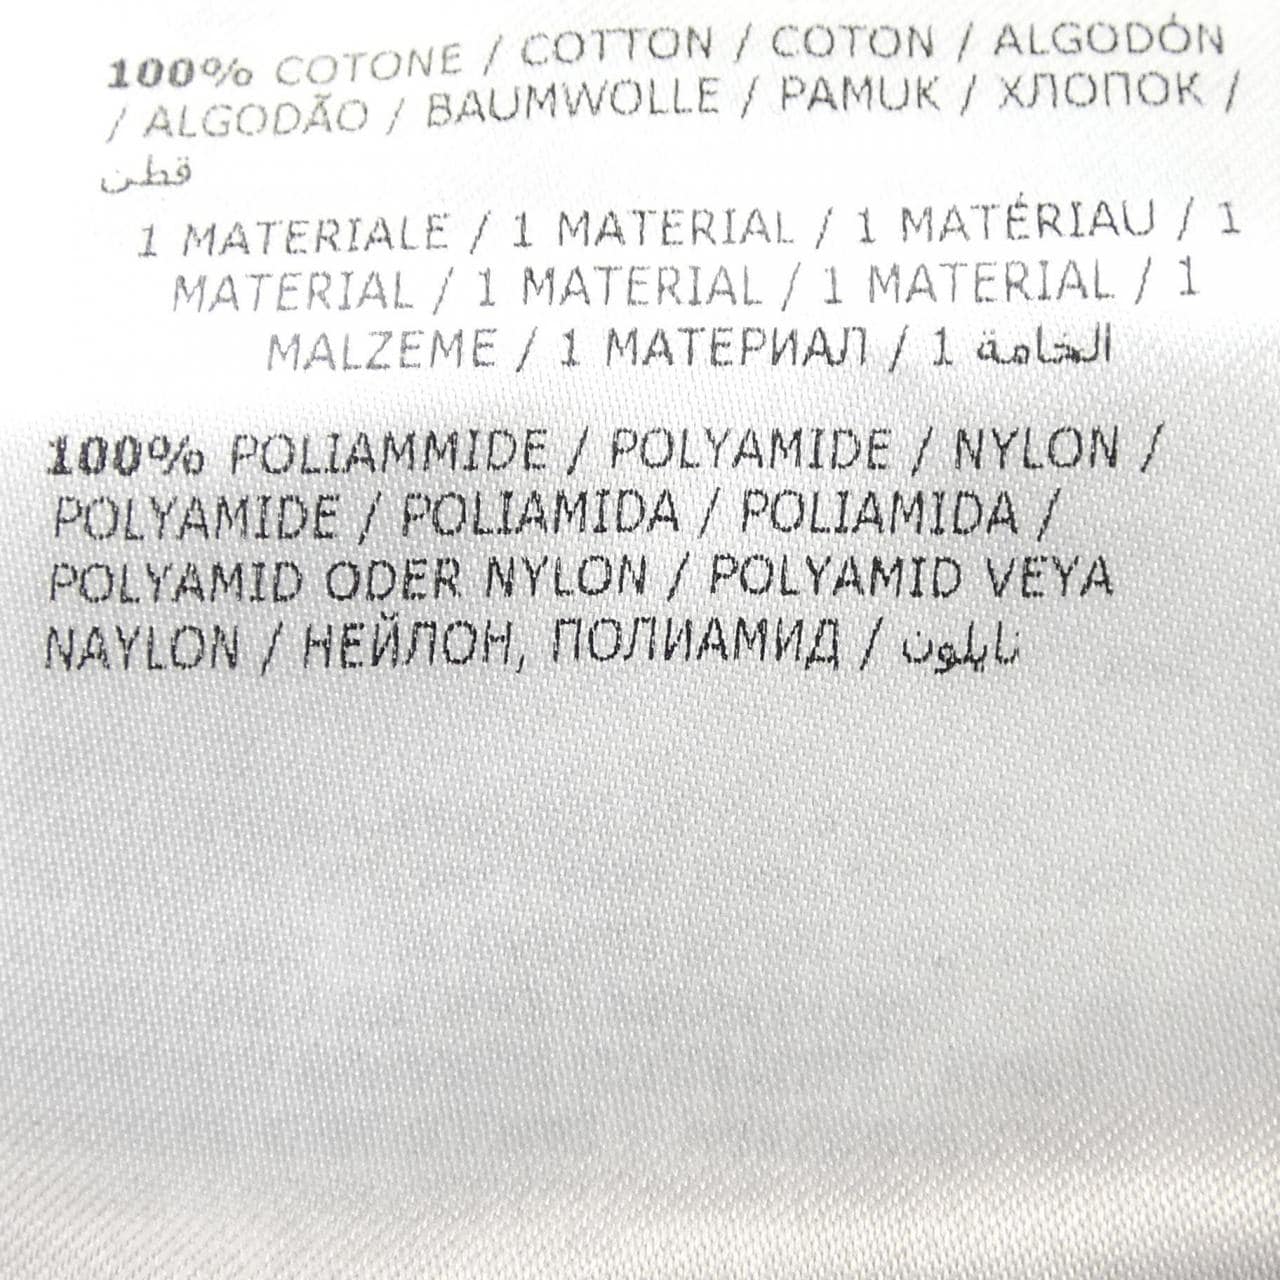 100% COTONE / COTTON / COTON / ALGODÓN
/ ALGODÃO / BAUMWOLLE / PAMUK / ХЛОПОК /
قطن
1 MATERIALE / 1 MATERIAL / 1 MATÉRIAU / 1
MATERIAL / 1 MATERIAL / 1 MATERIAL / 1
MALZEME / 1 МАТЕРИАЛ / 1 الخامة
100% POLIAMMIDE / POLYAMIDE / NYLON /
POLYAMIDE / POLIAMIDA / POLIAMIDA /
POLYAMID ODER NYLON / POLYAMID VEYA
NAYLON / НЕЙЛОН, ПОЛИАМИД / نايلون